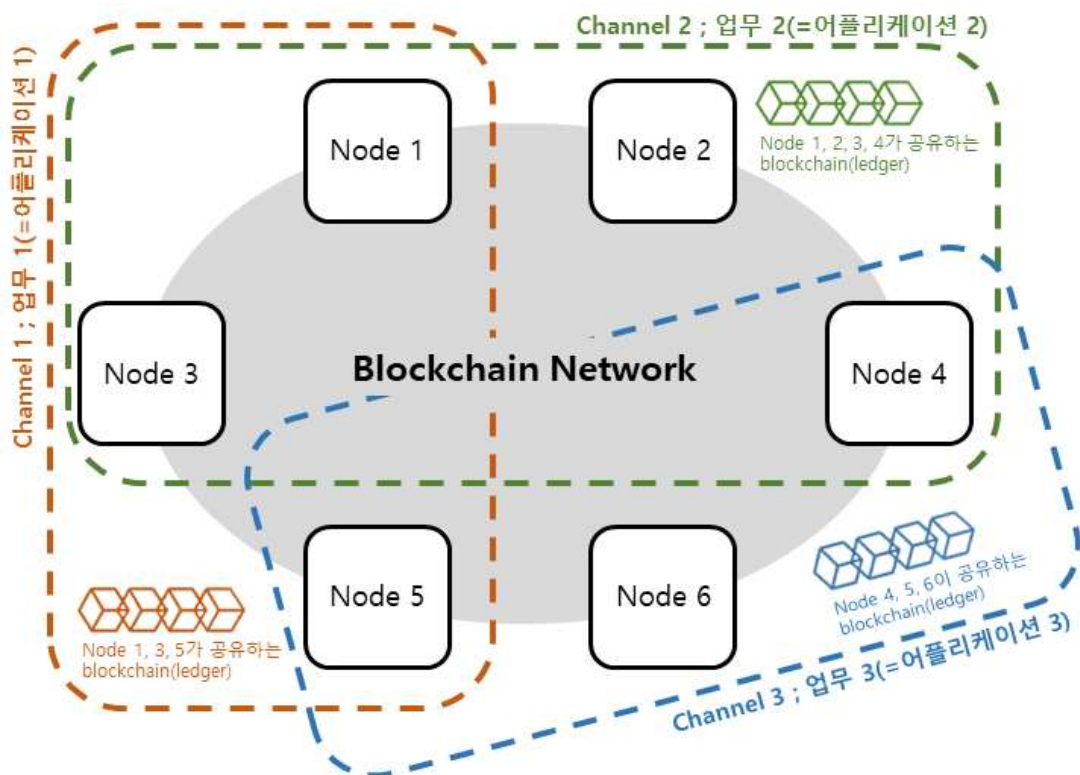 Channel 2 ; 업무 2(=어플리케이션 2)
Channel 1 ; 업무 1(=어플리케이션 1)
Node 1
Node 2
Node 1, 2, 3, 4가 공유하는
blockchain(ledger)
Node 3
Blockchain Network
Node 4
Node 5
Node 6
Node 4, 5, 6이 공유하는
blockchain(ledger)
Node 1, 3, 5가 공유하는
blockchain(ledger)
Channel 3 ; 업무 3(=어플리케이션 3)